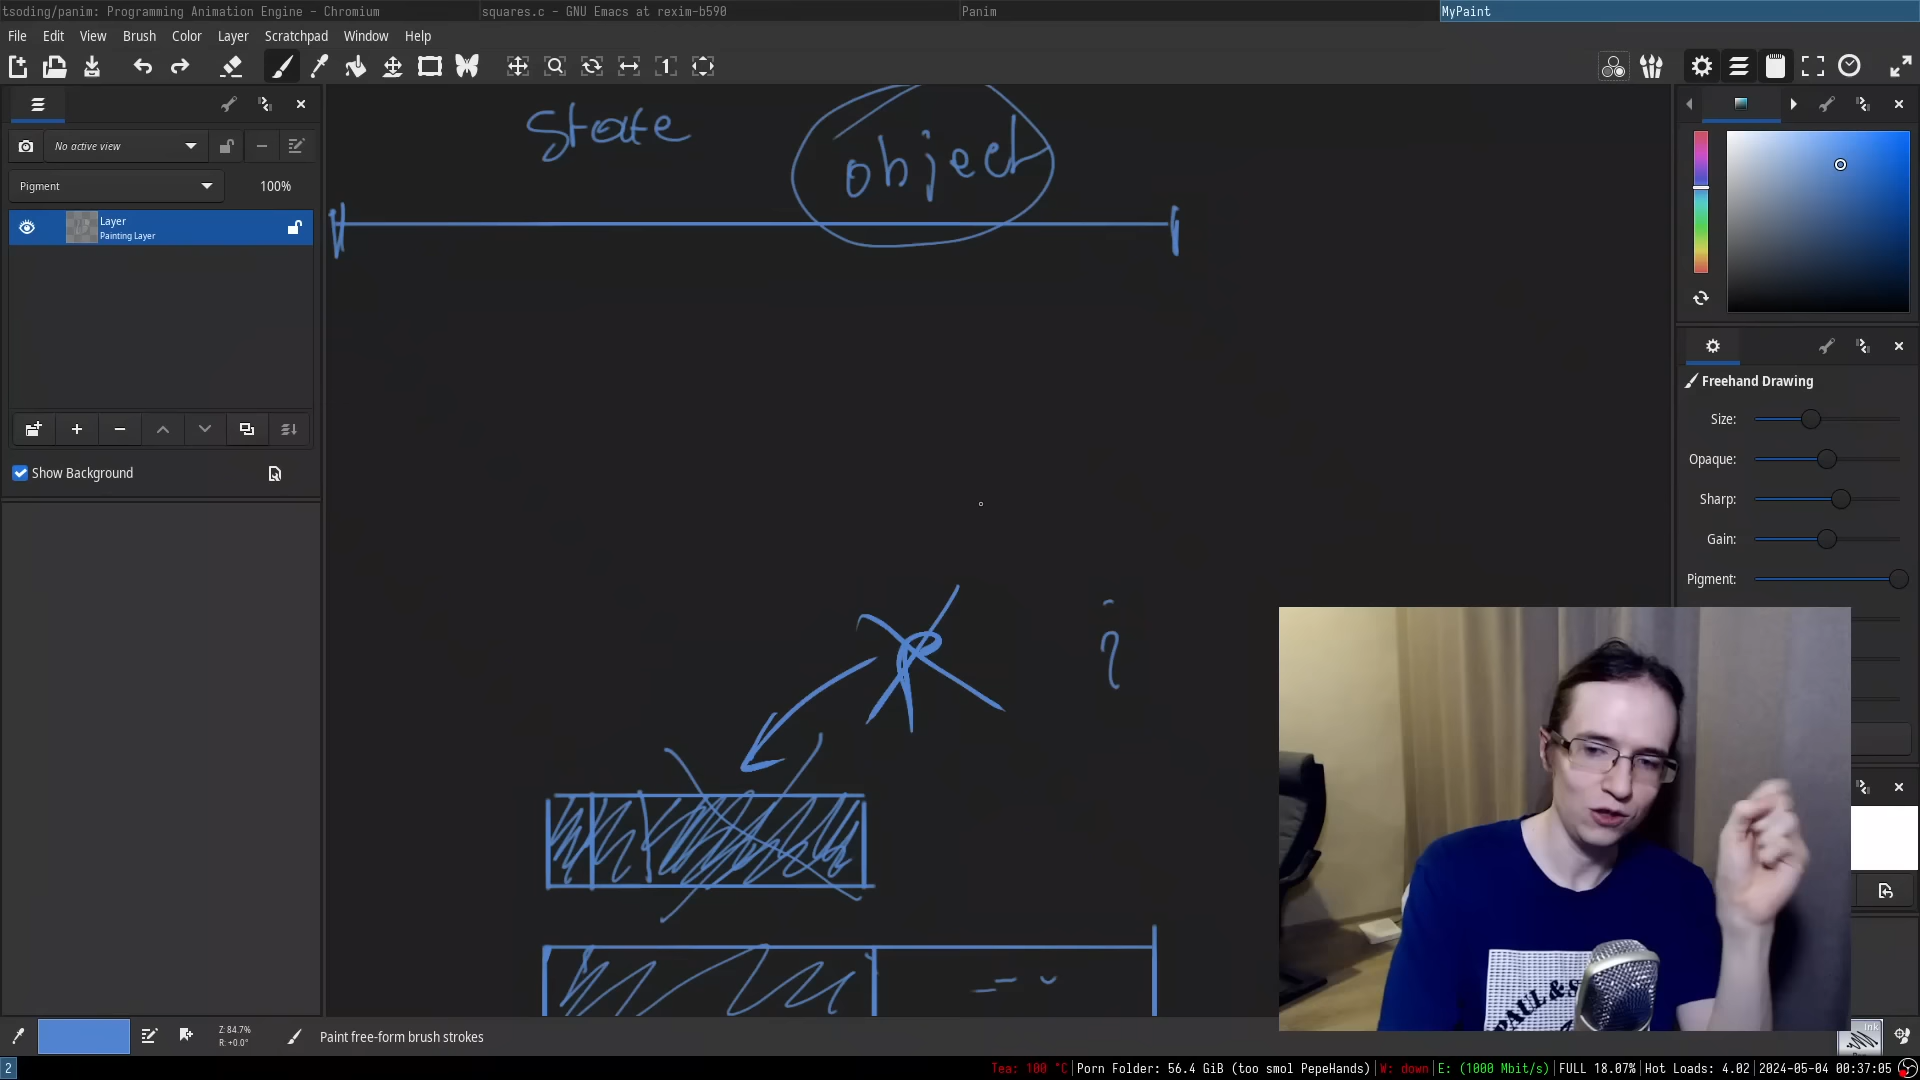 tsoding/panim: Programming Animation Engine - Chromium
squares.c - GNU Emacs at rexim-b590
Panim
MyPaint
File Edit View Brush Color Layer Scratchpad Window Help
No active view
Pigment
100%
Layer
Painting Layer
Show Background
State
object
i
Freehand Drawing
Size:
Opaque:
Sharp:
Gain:
Pigment:
PAUL & S
Z: 84.7%
R: +0.0°
Paint free-form brush strokes
Ink
2
Tea: 100 °C|Porn Folder: 56.4 GiB (too smol PepeHands)|W: down|E: (1000 Mbit/s)|FULL 18.07%|Hot Loads: 4.02|2024-05-04 00:37:05